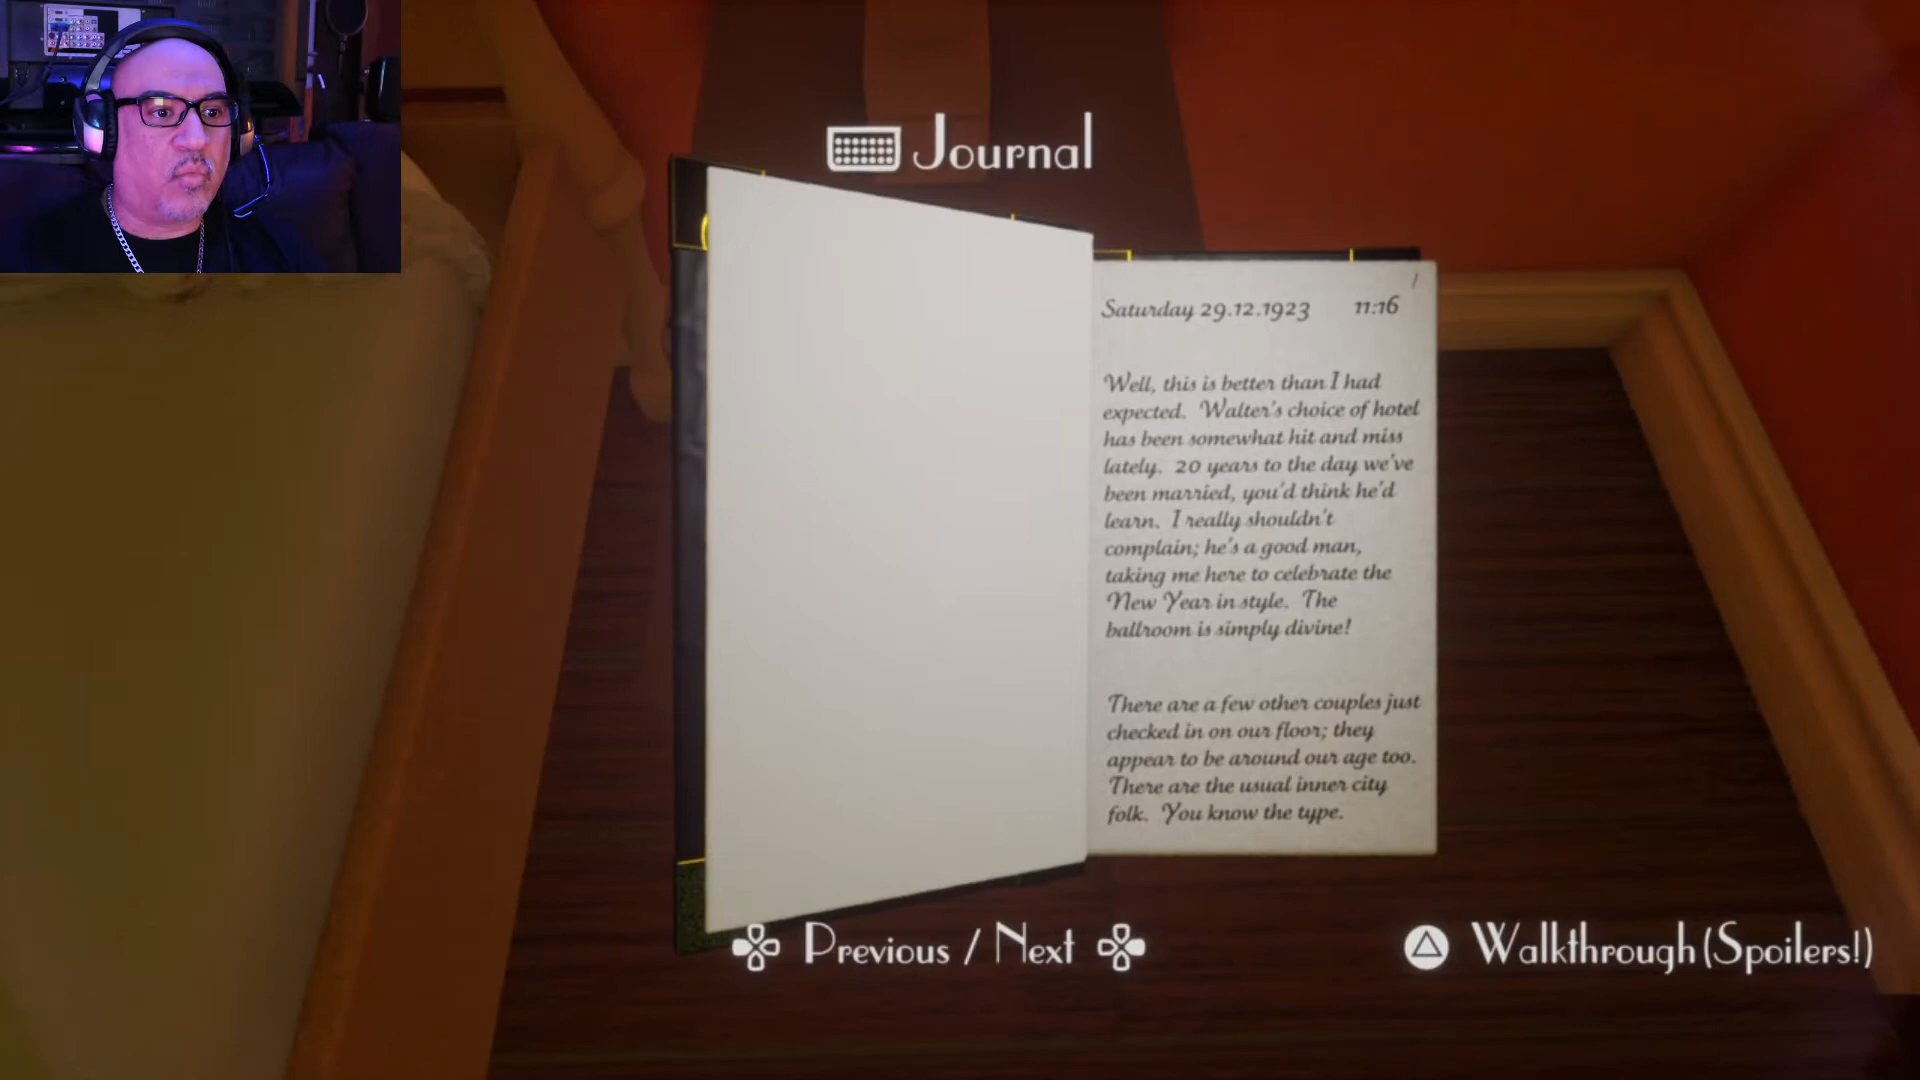 Journal
1
Saturday 29.12.1923 11:16
Well, this is better than I had
expected. Walter's choice of hotel
has been somewhat hit and miss
lately. 20 years to the day we've
been married, you'd think he'd
learn. I really shouldn't
complain; he's a good man,
taking me here to celebrate the
New Year in style. The
ballroom is simply divine!
There are a few other couples just
checked in on our floor; they
appear to be around our age too.
There are the usual inner city
folk. You know the type.
Previous / Next
Walkthrough (Spoilers!)